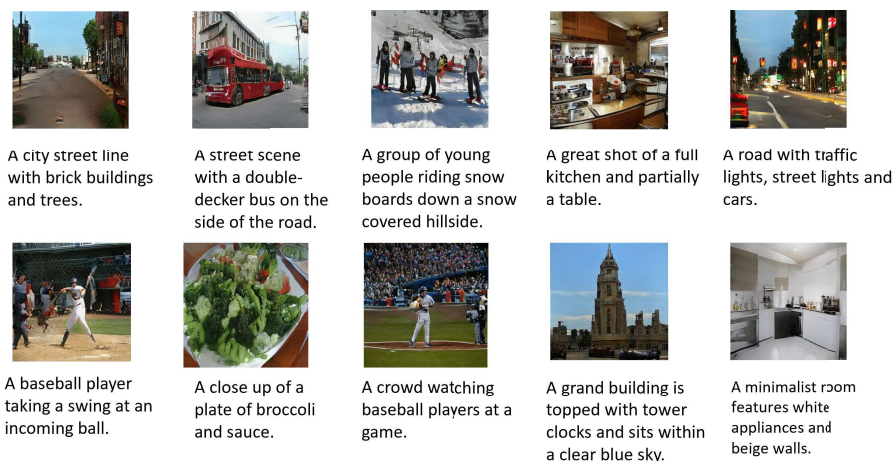 A city street line
with brick buildings
and trees.
A street scene
with a double-
decker bus on the
side of the road.
A group of young
people riding snow
boards down a snow
covered hillside.
A great shot of a full
kitchen and partially
a table.
A road with traffic
lights, street lights and
cars.
A baseball player
taking a swing at an
incoming ball.
A close up of a
plate of broccoli
and sauce.
A crowd watching
baseball players at a
game.
A grand building is
topped with tower
clocks and sits within
a clear blue sky.
A minimalist room
features white
appliances and
beige walls.